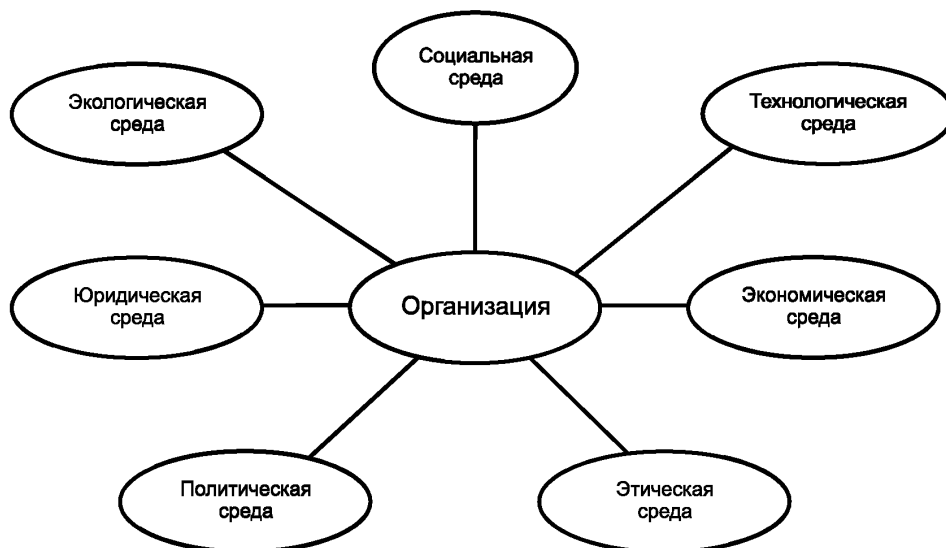 Социальная
среда
Экологическая
среда
Технологическая
среда
Юридическая
среда
Организация
Экономическая
среда
Политическая
среда
Этическая
среда